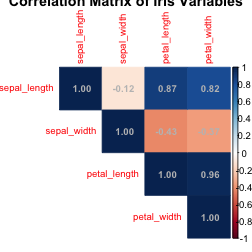 Correlation Matrix of Iris Variables
sepal_length
sepal_width
petal_length
petal_width
sepal_length 1.00 -0.12 0.87 0.82
sepal_width 1.00 -0.43
petal_length 1.00 0.96
petal_width 1.00
1
0.8
0.6
0.4
0.2
0
-0.2
-0.4
-0.6
-0.8
-1